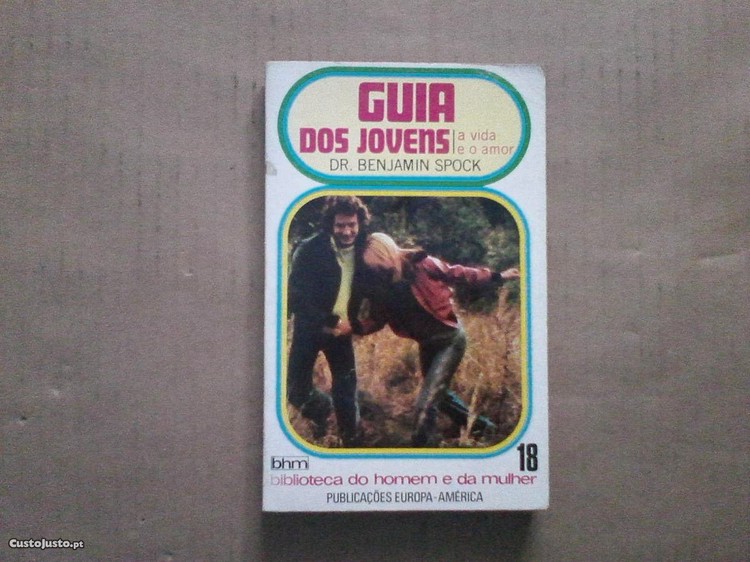 GUIA
DOS JOVENS
a vida
e o amor
DR. BENJAMIN SPOCK
18
bhm
biblioteca do homem e da mulher
PUBLICAÇÕES EUROPA-AMÉRICA
CustoJusto.pt